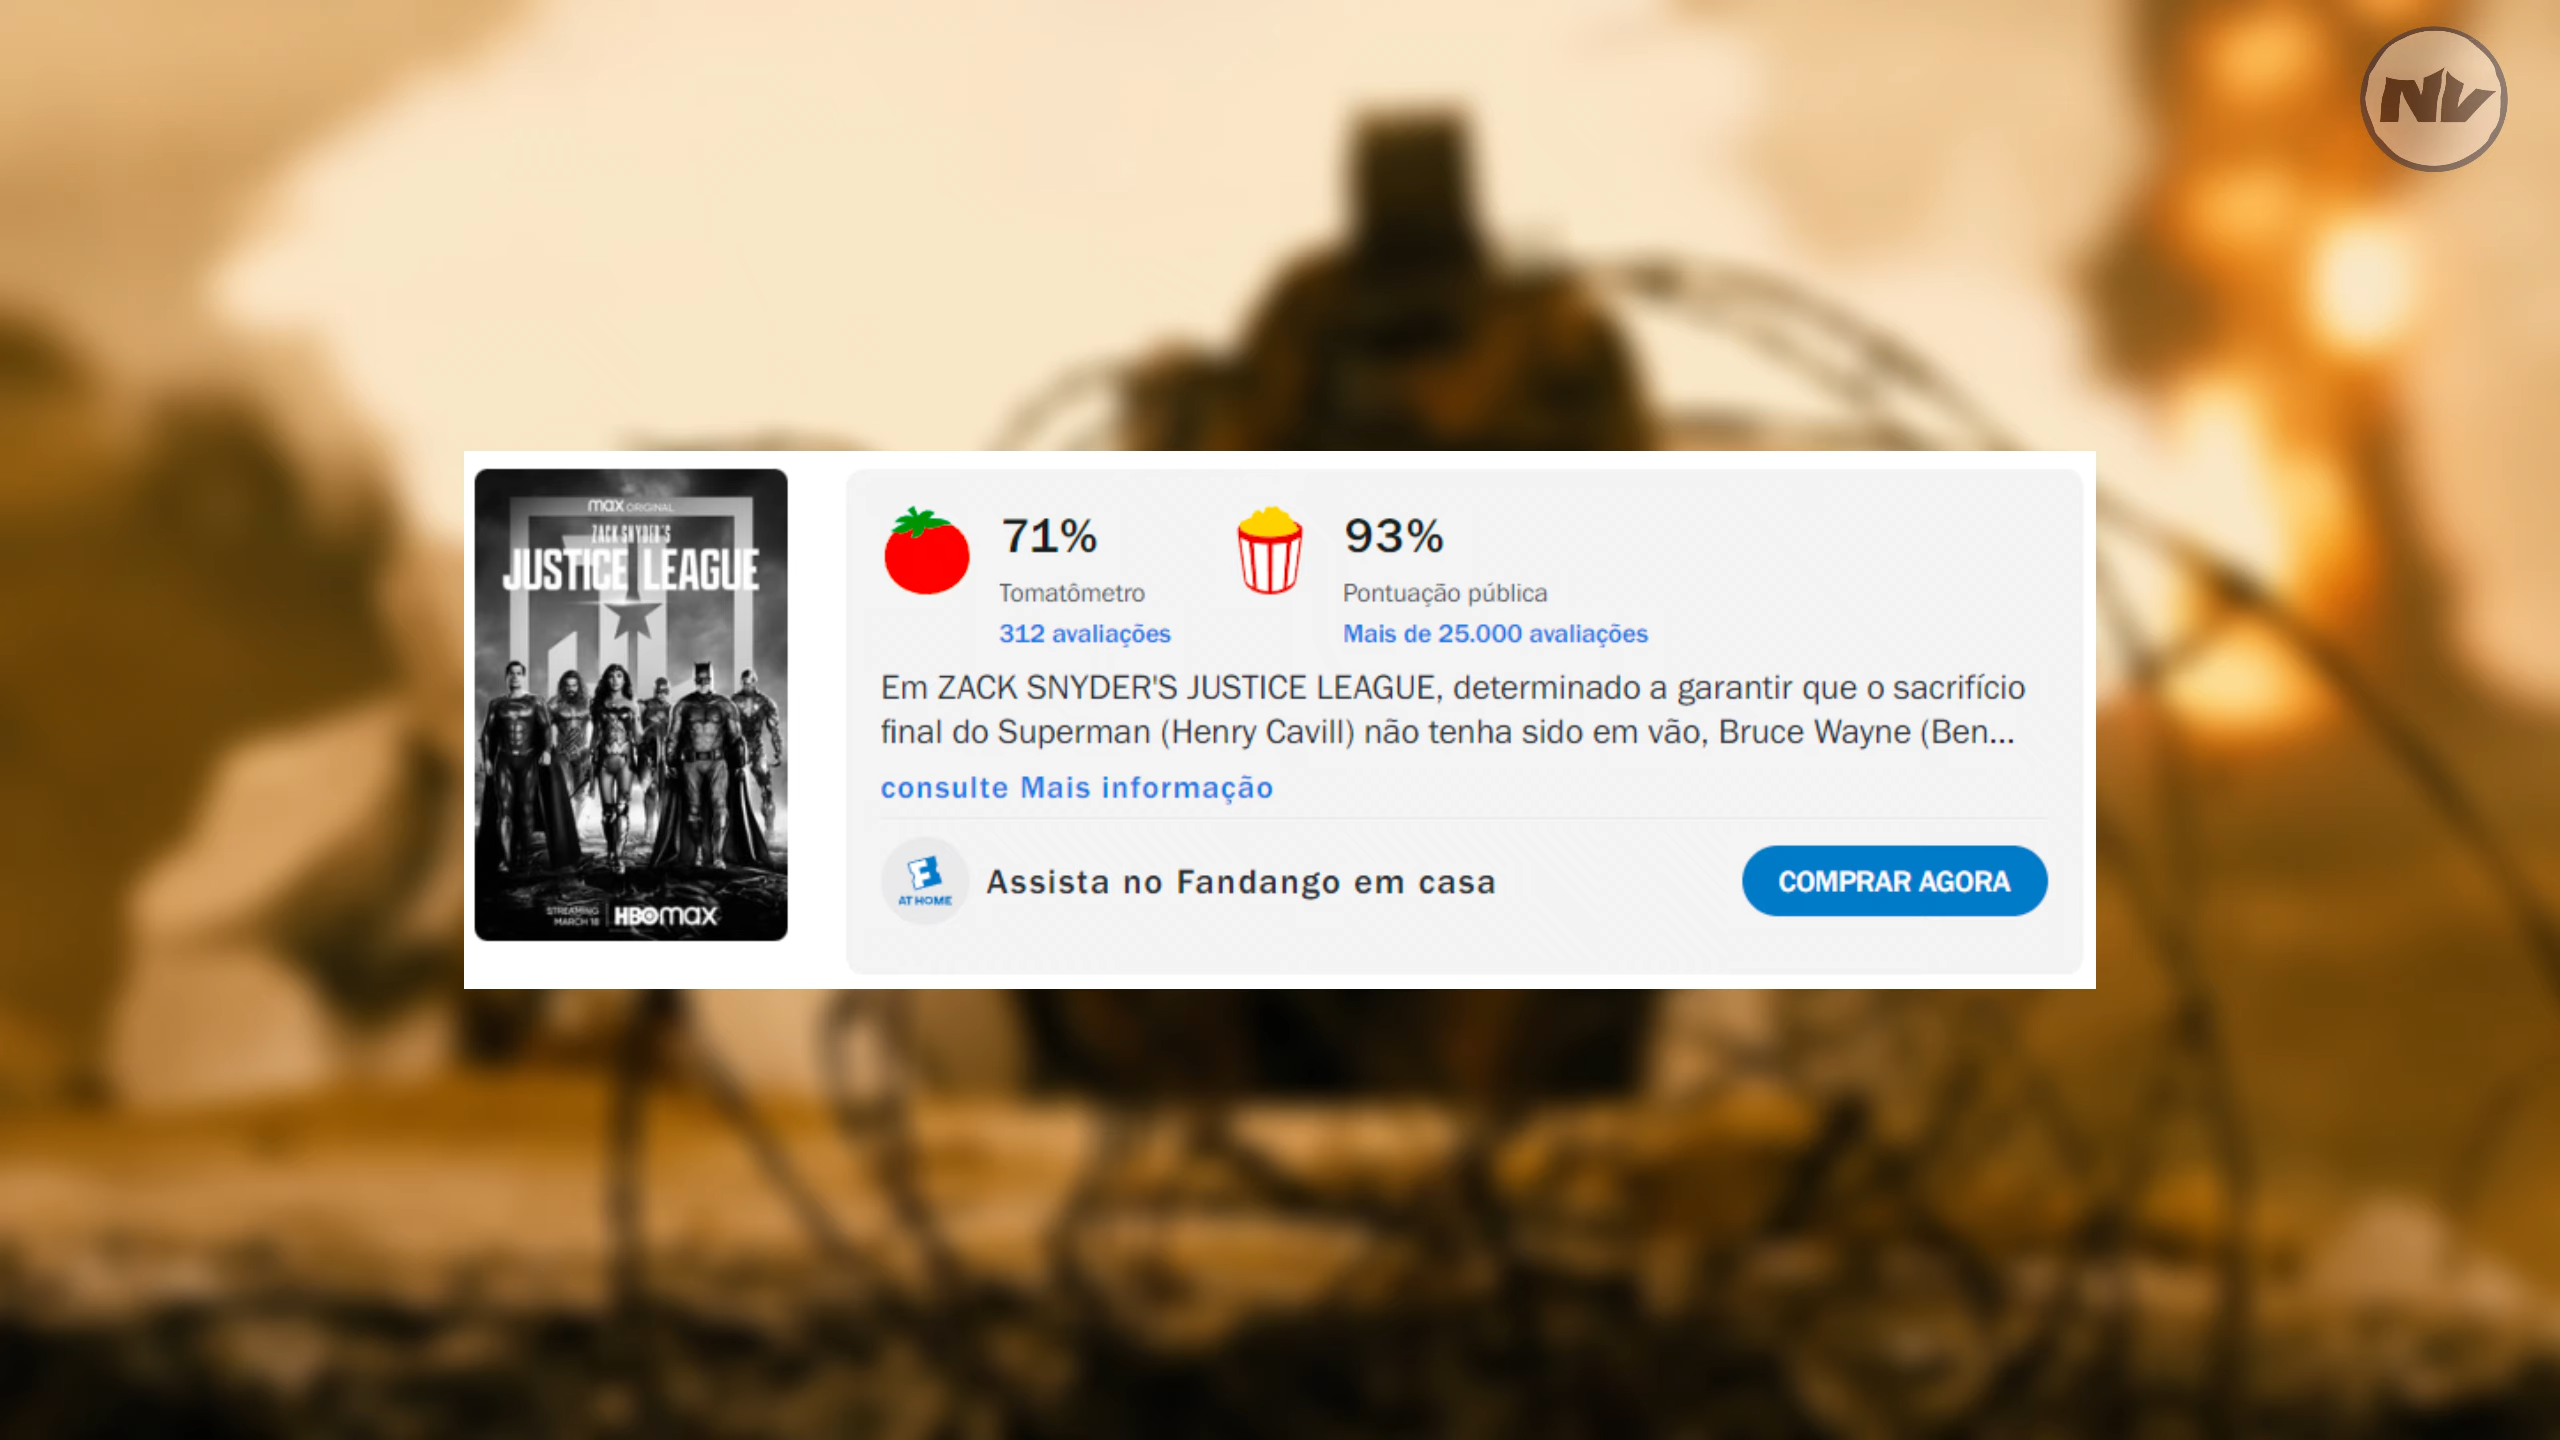 NV
max ORIGINAL
ZACK SNYDER'S
JUSTICE LEAGUE
STREAMING
MARCH 18
HBOmax
71%
Tomatômetro
312 avaliações
93%
Pontuação pública
Mais de 25.000 avaliações
Em ZACK SNYDER'S JUSTICE LEAGUE, determinado a garantir que o sacrifício
final do Superman (Henry Cavill) não tenha sido em vão, Bruce Wayne (Ben...
consulte Mais informação
F
AT HOME
Assista no Fandango em casa
COMPRAR AGORA